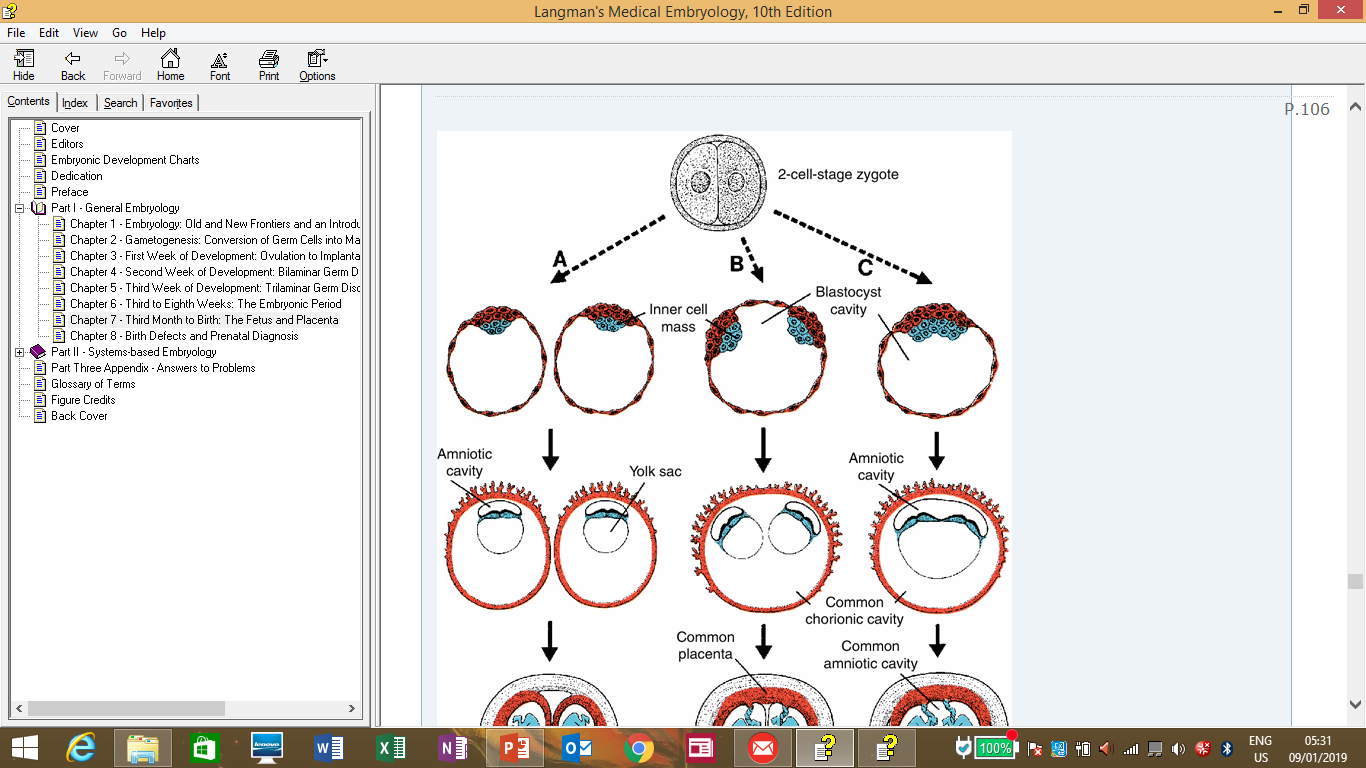 Langman's Medical Embryology, 10th Edition
File Edit View Go Help
Hide Back Forward Home Font Print Options
Contents Index Search Favorites
Cover
Editors
Embryonic Development Charts
Dedication
Preface
Part I - General Embryology
Chapter 1 - Embryology: Old and New Frontiers and an Introdu
Chapter 2 - Gametogenesis: Conversion of Germ Cells into Ma
Chapter 3 - First Week of Development: Ovulation to Implanta
Chapter 4 - Second Week of Development: Bilaminar Germ D
Chapter 5 - Third Week of Development: Trilaminar Germ Disc
Chapter 6 - Third to Eighth Weeks: The Embryonic Period
Chapter 7 - Third Month to Birth: The Fetus and Placenta
Chapter 8 - Birth Defects and Prenatal Diagnosis
Part II - Systems-based Embryology
Part Three Appendix - Answers to Problems
Glossary of Terms
Figure Credits
Back Cover
P.106
2-cell-stage zygote
A
B
C
Inner cell
mass
Blastocyst
cavity
Amniotic
cavity
Yolk sac
Amniotic
cavity
Common
chorionic cavity
Common
placenta
Common
amniotic cavity
lenovo
100%
ENG
US
05:31
09/01/2019